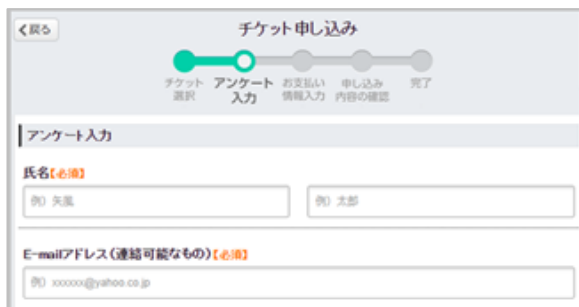 戻る
チケット申し込み
チケット選択
アンケート入力
お支払い情報入力
申し込み内容の確認
完了
アンケート入力
氏名【必須】
例) 矢風
例) 太郎
E-mailアドレス(連絡可能なもの)【必須】
例) xxxxxx@yahoo.co.jp